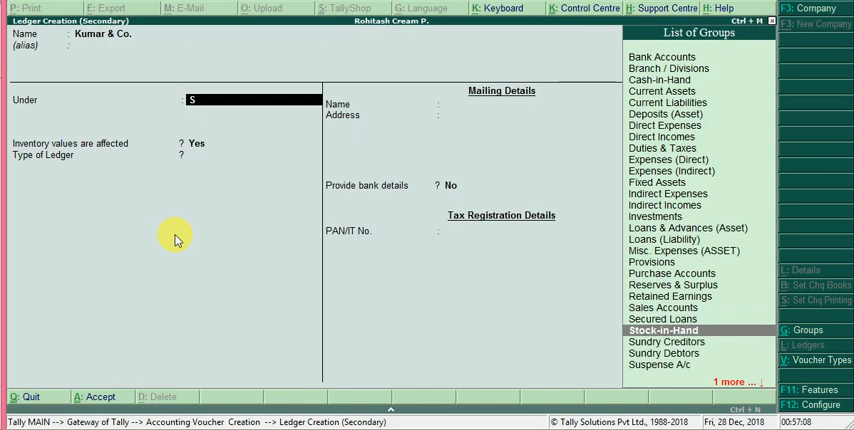 P: Print E: Export M: E-Mail O: Upload S: TallyShop G: Language K: Keyboard K: Control Centre H: Support Centre H: Help F3: Company
Ledger Creation (Secondary) Rohitash Cream P. Ctrl + M
F3: New Company
Name : Kumar & Co.
(alias) :
List of Groups
Under : S
Inventory values are affected ? Yes
Type of Ledger ?
Mailing Details
Name :
Address :
Provide bank details ? No
Tax Registration Details
PAN/IT No. :
Bank Accounts
Branch / Divisions
Cash-in-Hand
Current Assets
Current Liabilities
Deposits (Asset)
Direct Expenses
Direct Incomes
Duties & Taxes
Expenses (Direct)
Expenses (Indirect)
Fixed Assets
Indirect Expenses
Indirect Incomes
Investments
Loans & Advances (Asset)
Loans (Liability)
Misc. Expenses (ASSET)
Provisions
Purchase Accounts
Reserves & Surplus
Retained Earnings
Sales Accounts
Secured Loans
Stock-in-Hand
Sundry Creditors
Sundry Debtors
Suspense A/c
1 more ... ↓
L: Details
B: Set Chq Books
S: Set Chq Printing
G: Groups
L: Ledgers
V: Voucher Types
F11: Features
F12: Configure
Q: Quit A: Accept D: Delete
Ctrl + N
Tally MAIN --> Gateway of Tally --> Accounting Voucher Creation --> Ledger Creation (Secondary) © Tally Solutions Pvt Ltd., 1988-2018 Fri, 28 Dec, 2018 00:57:08